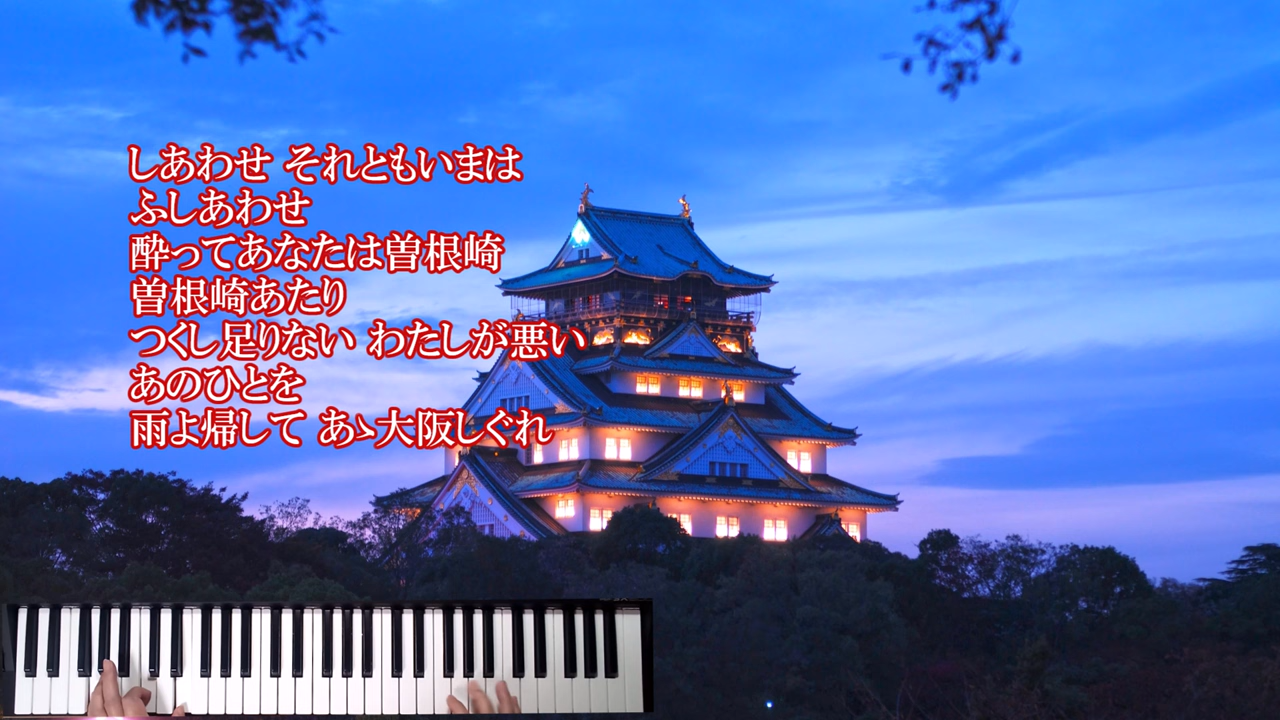 しあわせ それともいまは
ふしあわせ
酔ってあなたは曽根崎
曽根崎あたり
つくし足りない わたしが悪い
あのひとを
雨よ帰して あゝ大阪しぐれ